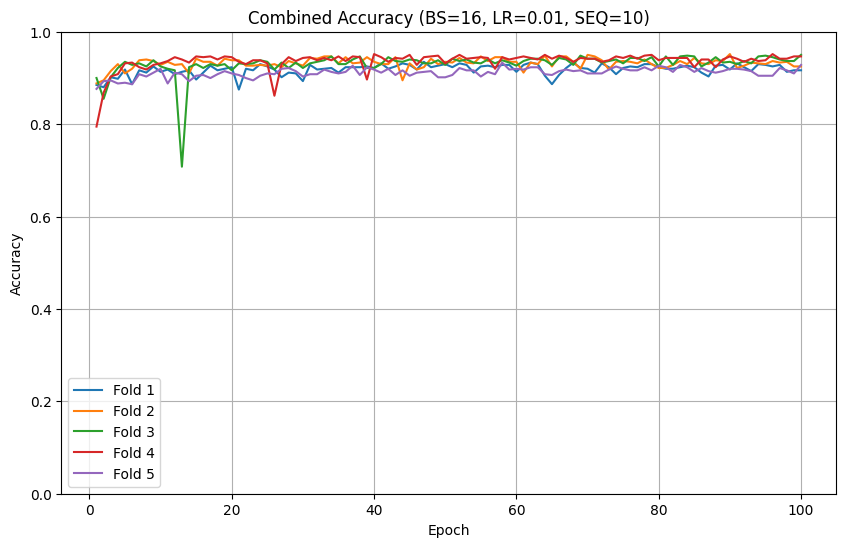 Combined Accuracy (BS=16, LR=0.01, SEQ=10)
Accuracy
1.0
0.8
0.6
0.4
0.2
0.0
Fold 1
Fold 2
Fold 3
Fold 4
Fold 5
0 20 40 60 80 100
Epoch